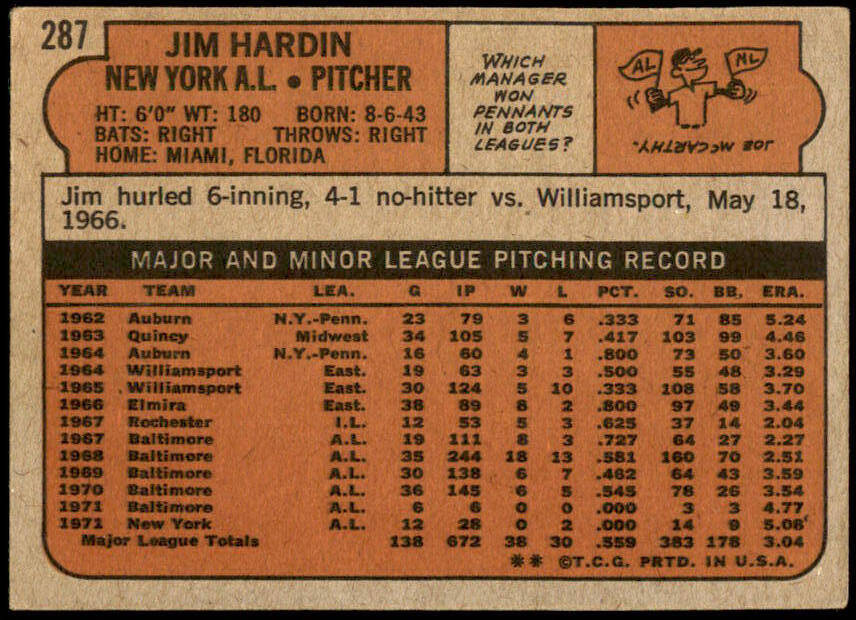 287
JIM HARDIN
NEW YORK A.L. • PITCHER
HT: 6'0" WT: 180 BORN: 8-6-43
BATS: RIGHT THROWS: RIGHT
HOME: MIAMI, FLORIDA
WHICH
MANAGER
WON
PENNANTS
IN BOTH
LEAGUES?
AL NL
JOE McCARTHY.
Jim hurled 6-inning, 4-1 no-hitter vs. Williamsport, May 18,
1966.
MAJOR AND MINOR LEAGUE PITCHING RECORD
YEAR TEAM LEA. G IP W L PCT. SO. BB. ERA.
1962 Auburn N.Y.-Penn. 23 79 3 6 .333 71 85 5.24
1963 Quincy Midwest 34 105 5 7 .417 103 99 4.46
1964 Auburn N.Y.-Penn. 16 60 4 1 .800 73 50 3.60
1964 Williamsport East. 19 63 3 3 .500 55 48 3.29
1965 Williamsport East. 30 124 5 10 .333 108 58 3.70
1966 Elmira East. 38 89 8 2 .800 97 49 3.44
1967 Rochester I.L. 12 53 5 3 .625 37 14 2.04
1967 Baltimore A.L. 19 111 8 3 .727 64 27 2.27
1968 Baltimore A.L. 35 244 18 13 .581 160 70 2.51
1969 Baltimore A.L. 30 138 6 7 .462 64 43 3.59
1970 Baltimore A.L. 36 145 6 5 .545 78 26 3.54
1971 Baltimore A.L. 6 6 0 0 .000 3 3 4.77
1971 New York A.L. 12 28 0 2 .000 14 9 5.08
Major League Totals 138 672 38 30 .559 383 178 3.04
** ©T.C.G. PRTD. IN U.S.A.